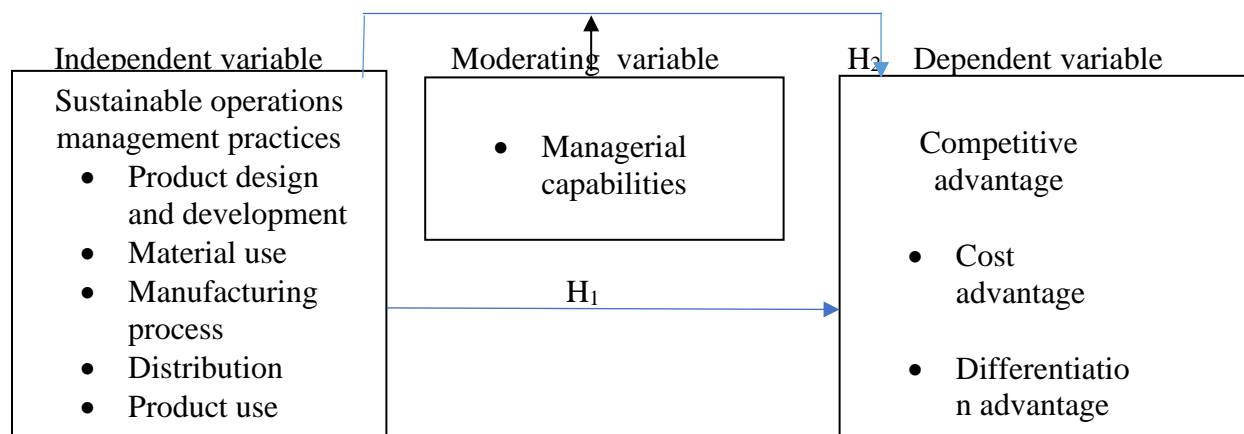 Independent variable
Moderating variable
H₂ Dependent variable
Sustainable operations
management practices
• Product design
and development
• Material use
• Manufacturing
process
• Distribution
• Product use
• Managerial
capabilities
H₁
Competitive
advantage
• Cost
advantage
• Differentiatio
n advantage